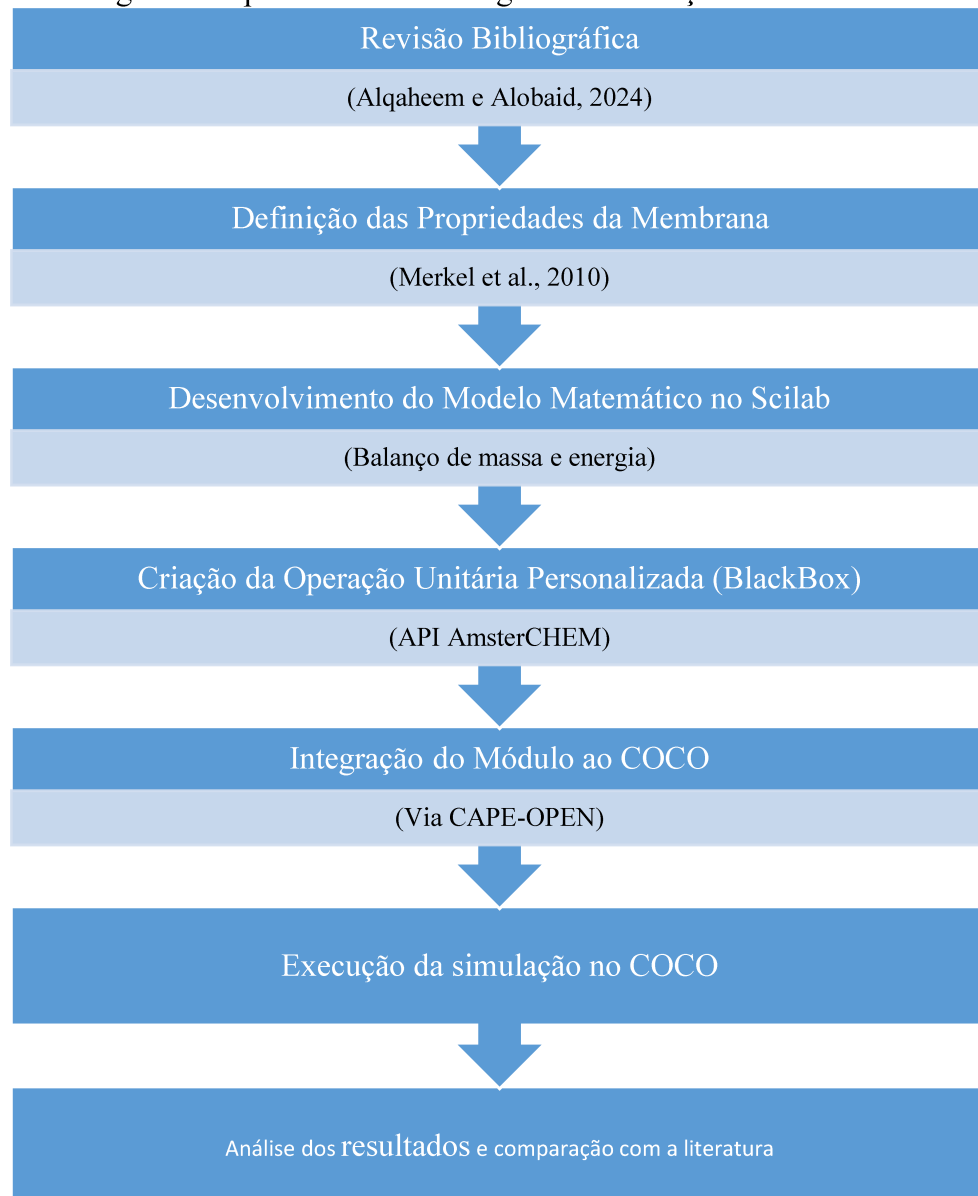 Revisão Bibliográfica
(Alqaheem e Alobaid, 2024)
Definição das Propriedades da Membrana
(Merkel et al., 2010)
Desenvolvimento do Modelo Matemático no Scilab
(Balanço de massa e energia)
Criação da Operação Unitária Personalizada (BlackBox)
(API AmsterCHEM)
Integração do Módulo ao COCO
(Via CAPE-OPEN)
Execução da simulação no COCO
Análise dos resultados e comparação com a literatura